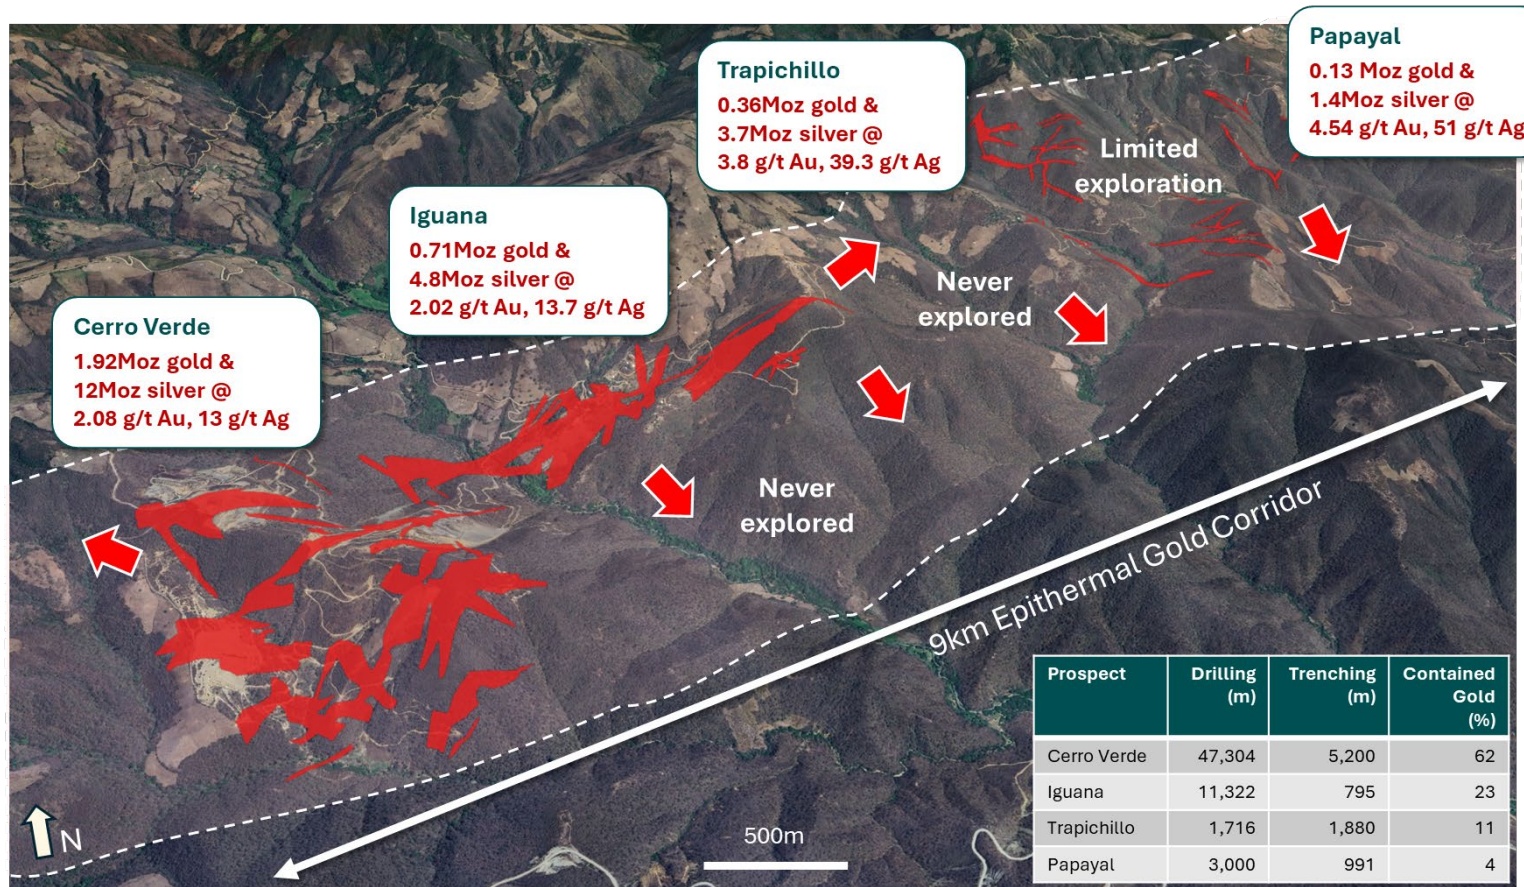 Papayal
0.13 Moz gold &
1.4Moz silver @
4.54 g/t Au, 51 g/t Ag
Trapichillo
0.36Moz gold &
3.7Moz silver @
3.8 g/t Au, 39.3 g/t Ag
Limited
exploration
Iguana
0.71Moz gold &
4.8Moz silver @
2.02 g/t Au, 13.7 g/t Ag
Never
explored
Cerro Verde
1.92Moz gold &
12Moz silver @
2.08 g/t Au, 13 g/t Ag
Never
explored
9km Epithermal Gold Corridor
N
500m
Prospect Drilling (m) Trenching (m) Contained Gold (%)
Cerro Verde 47,304 5,200 62
Iguana 11,322 795 23
Trapichillo 1,716 1,880 11
Papayal 3,000 991 4